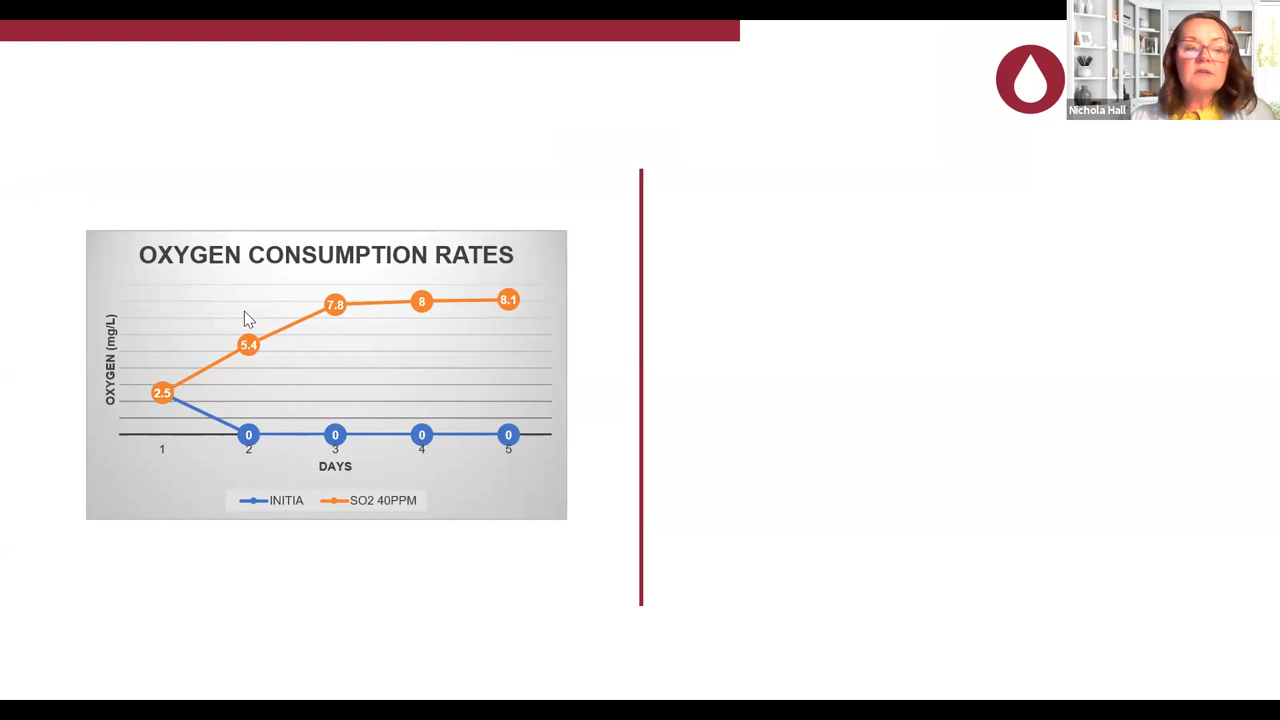 Nichola Hall
OXYGEN CONSUMPTION RATES
OXYGEN (mg/L)
7.8
8
8.1
5.4
2.5
0
0
0
0
1
2
3
4
5
DAYS
INITIA
SO2 40PPM